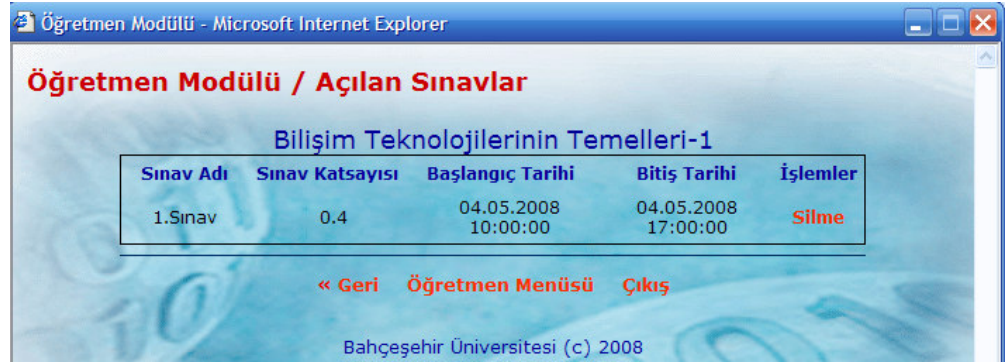 Öğretmen Modülü - Microsoft Internet Explorer
Öğretmen Modülü / Açılan Sınavlar
Bilişim Teknolojilerinin Temelleri-1
Sınav Adı Sınav Katsayısı Başlangıç Tarihi Bitiş Tarihi İşlemler
1.Sınav 0.4 04.05.2008 10:00:00 04.05.2008 17:00:00 Silme
« Geri Öğretmen Menüsü Çıkış
Bahçeşehir Üniversitesi (c) 2008